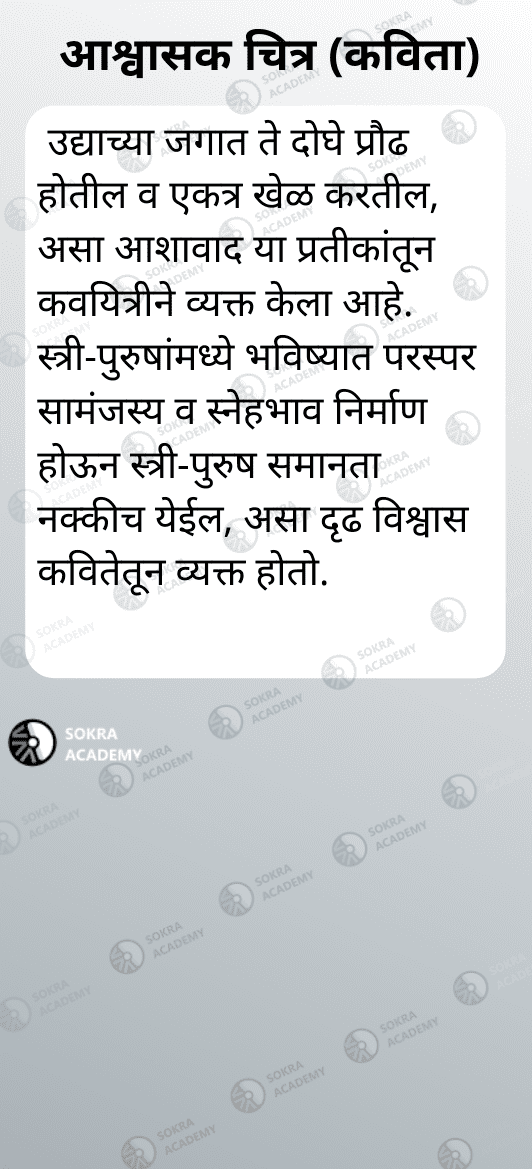 आश्वासक चित्र (कविता)
उद्याच्या जगात ते दोघे प्रौढ
होतील व एकत्र खेळ करतील,
असा आशावाद या प्रतीकांतून
कवयित्रीने व्यक्त केला आहे.
स्त्री-पुरुषांमध्ये भविष्यात परस्पर
सामंजस्य व स्नेहभाव निर्माण
होऊन स्त्री-पुरुष समानता
नक्कीच येईल, असा दृढ विश्वास
कवितेतून व्यक्त होतो.
SOKRA
ACADEMY